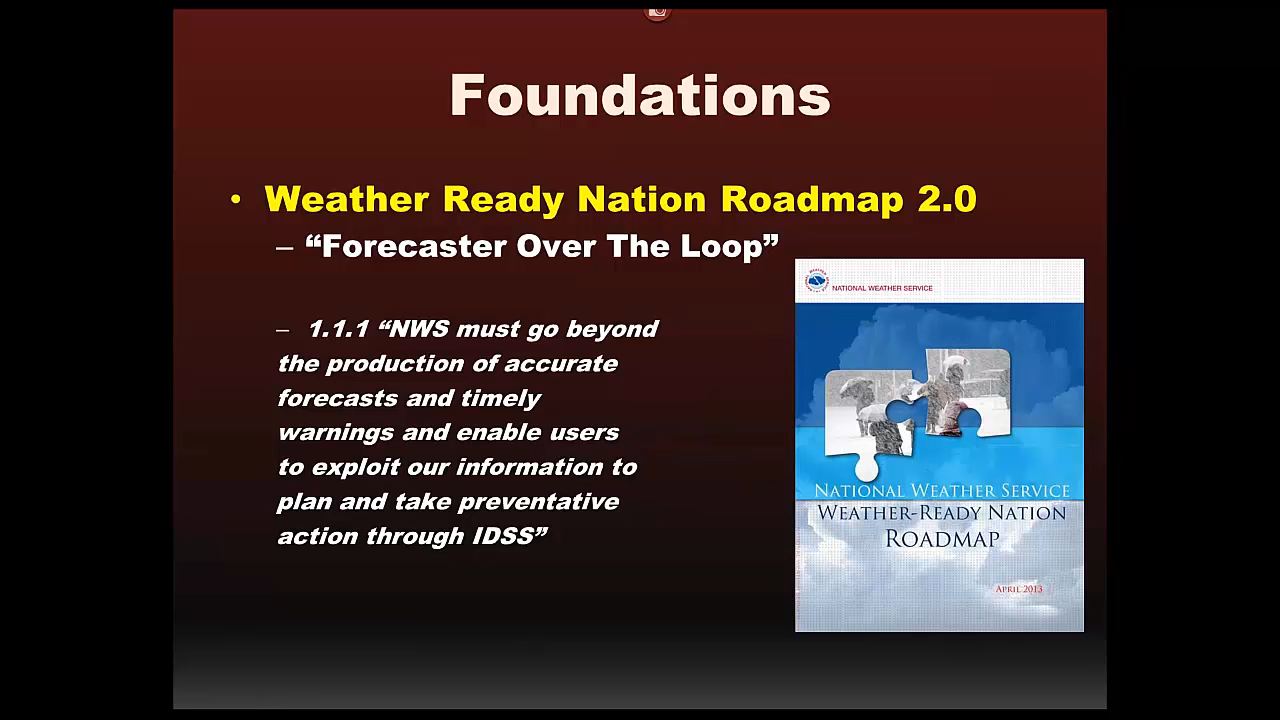 Foundations
• Weather Ready Nation Roadmap 2.0
– “Forecaster Over The Loop”
– 1.1.1 “NWS must go beyond
the production of accurate
forecasts and timely
warnings and enable users
to exploit our information to
plan and take preventative
action through IDSS”
NATIONAL WEATHER SERVICE
NATIONAL WEATHER SERVICE
WEATHER-READY NATION
ROADMAP
APRIL 2013